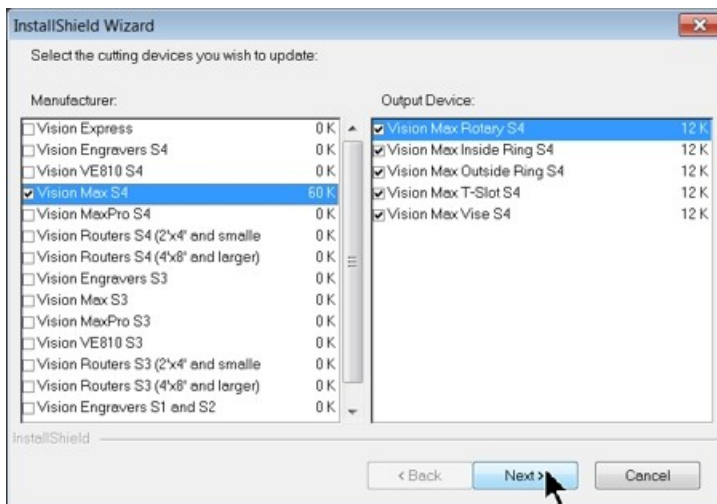 InstallShield Wizard
Select the cutting devices you wish to update:
Manufacturer:
Vision Express 0 K
Vision Engravers S4 0 K
Vision VE810 S4 0 K
Vision Max S4 60 K
Vision MaxPro S4 0 K
Vision Routers S4 (2'x4' and smalle 0 K
Vision Routers S4 (4'x8' and larger) 0 K
Vision Engravers S3 0 K
Vision Max S3 0 K
Vision MaxPro S3 0 K
Vision VE810 S3 0 K
Vision Routers S3 (2'x4' and smalle 0 K
Vision Routers S3 (4'x8' and larger) 0 K
Vision Engravers S1 and S2 0 K
Output Device:
Vision Max Rotary S4 12 K
Vision Max Inside Ring S4 12 K
Vision Max Outside Ring S4 12 K
Vision Max T-Slot S4 12 K
Vision Max Vise S4 12 K
InstallShield
< Back
Next >
Cancel